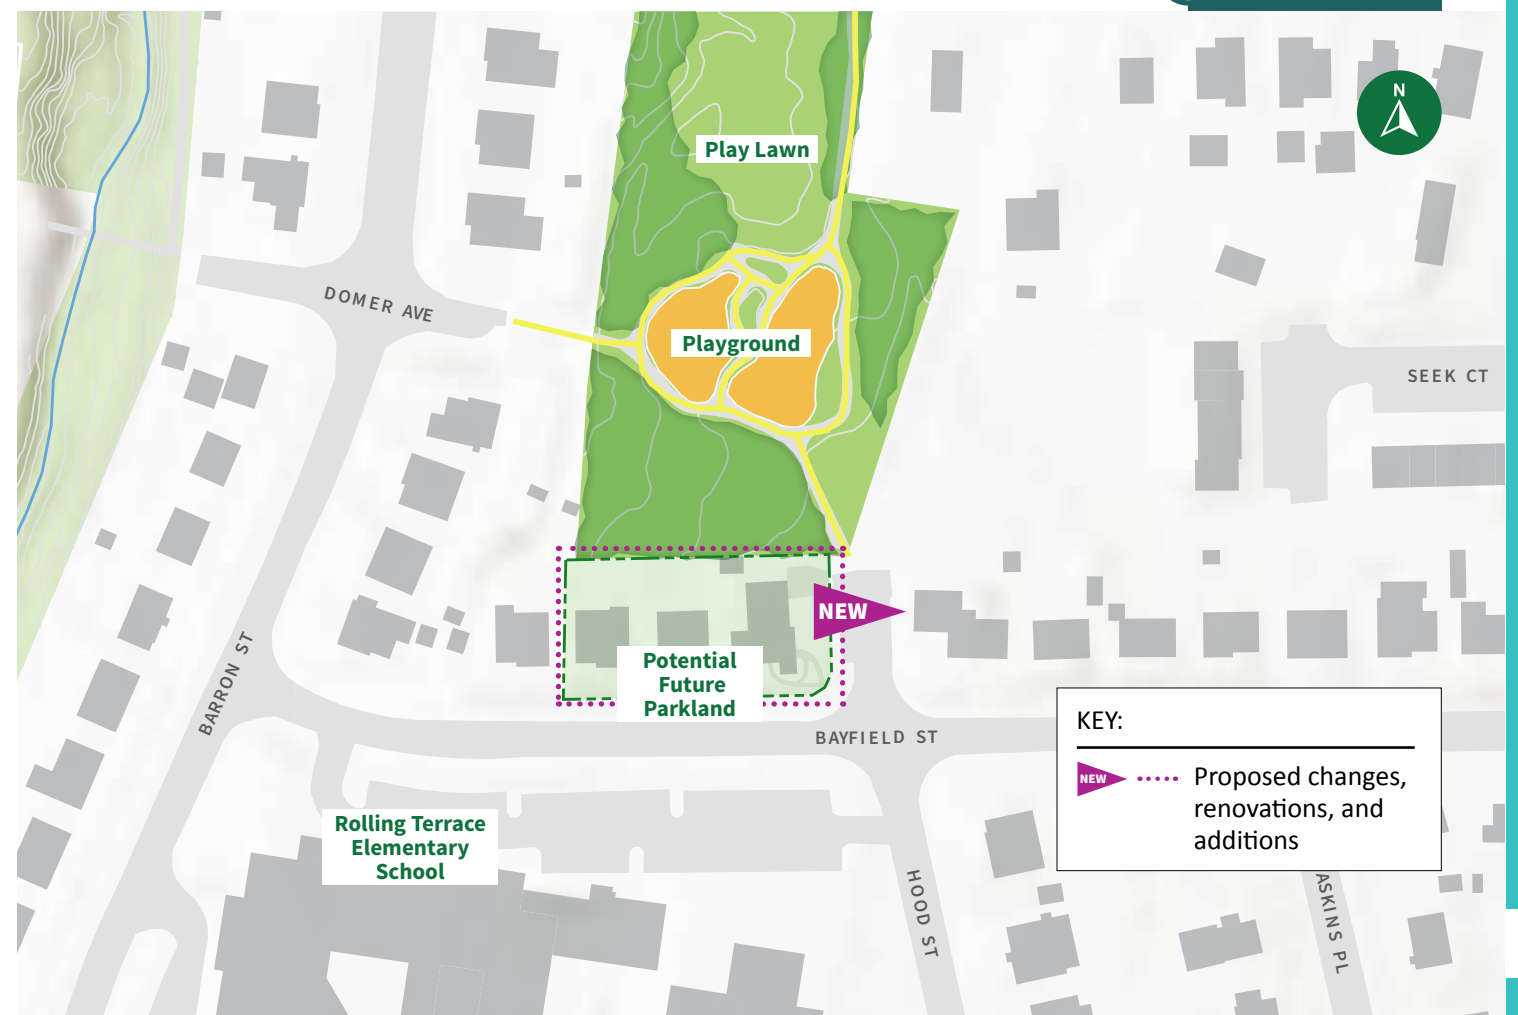 N
Play Lawn
DOMER AVE
Playground
SEEK CT
NEW
Potential
Future
Parkland
BARRON ST
BAYFIELD ST
KEY:
NEW
Proposed changes,
renovations, and
additions
Rolling Terrace
Elementary
School
HOOD ST
ASKINS PL